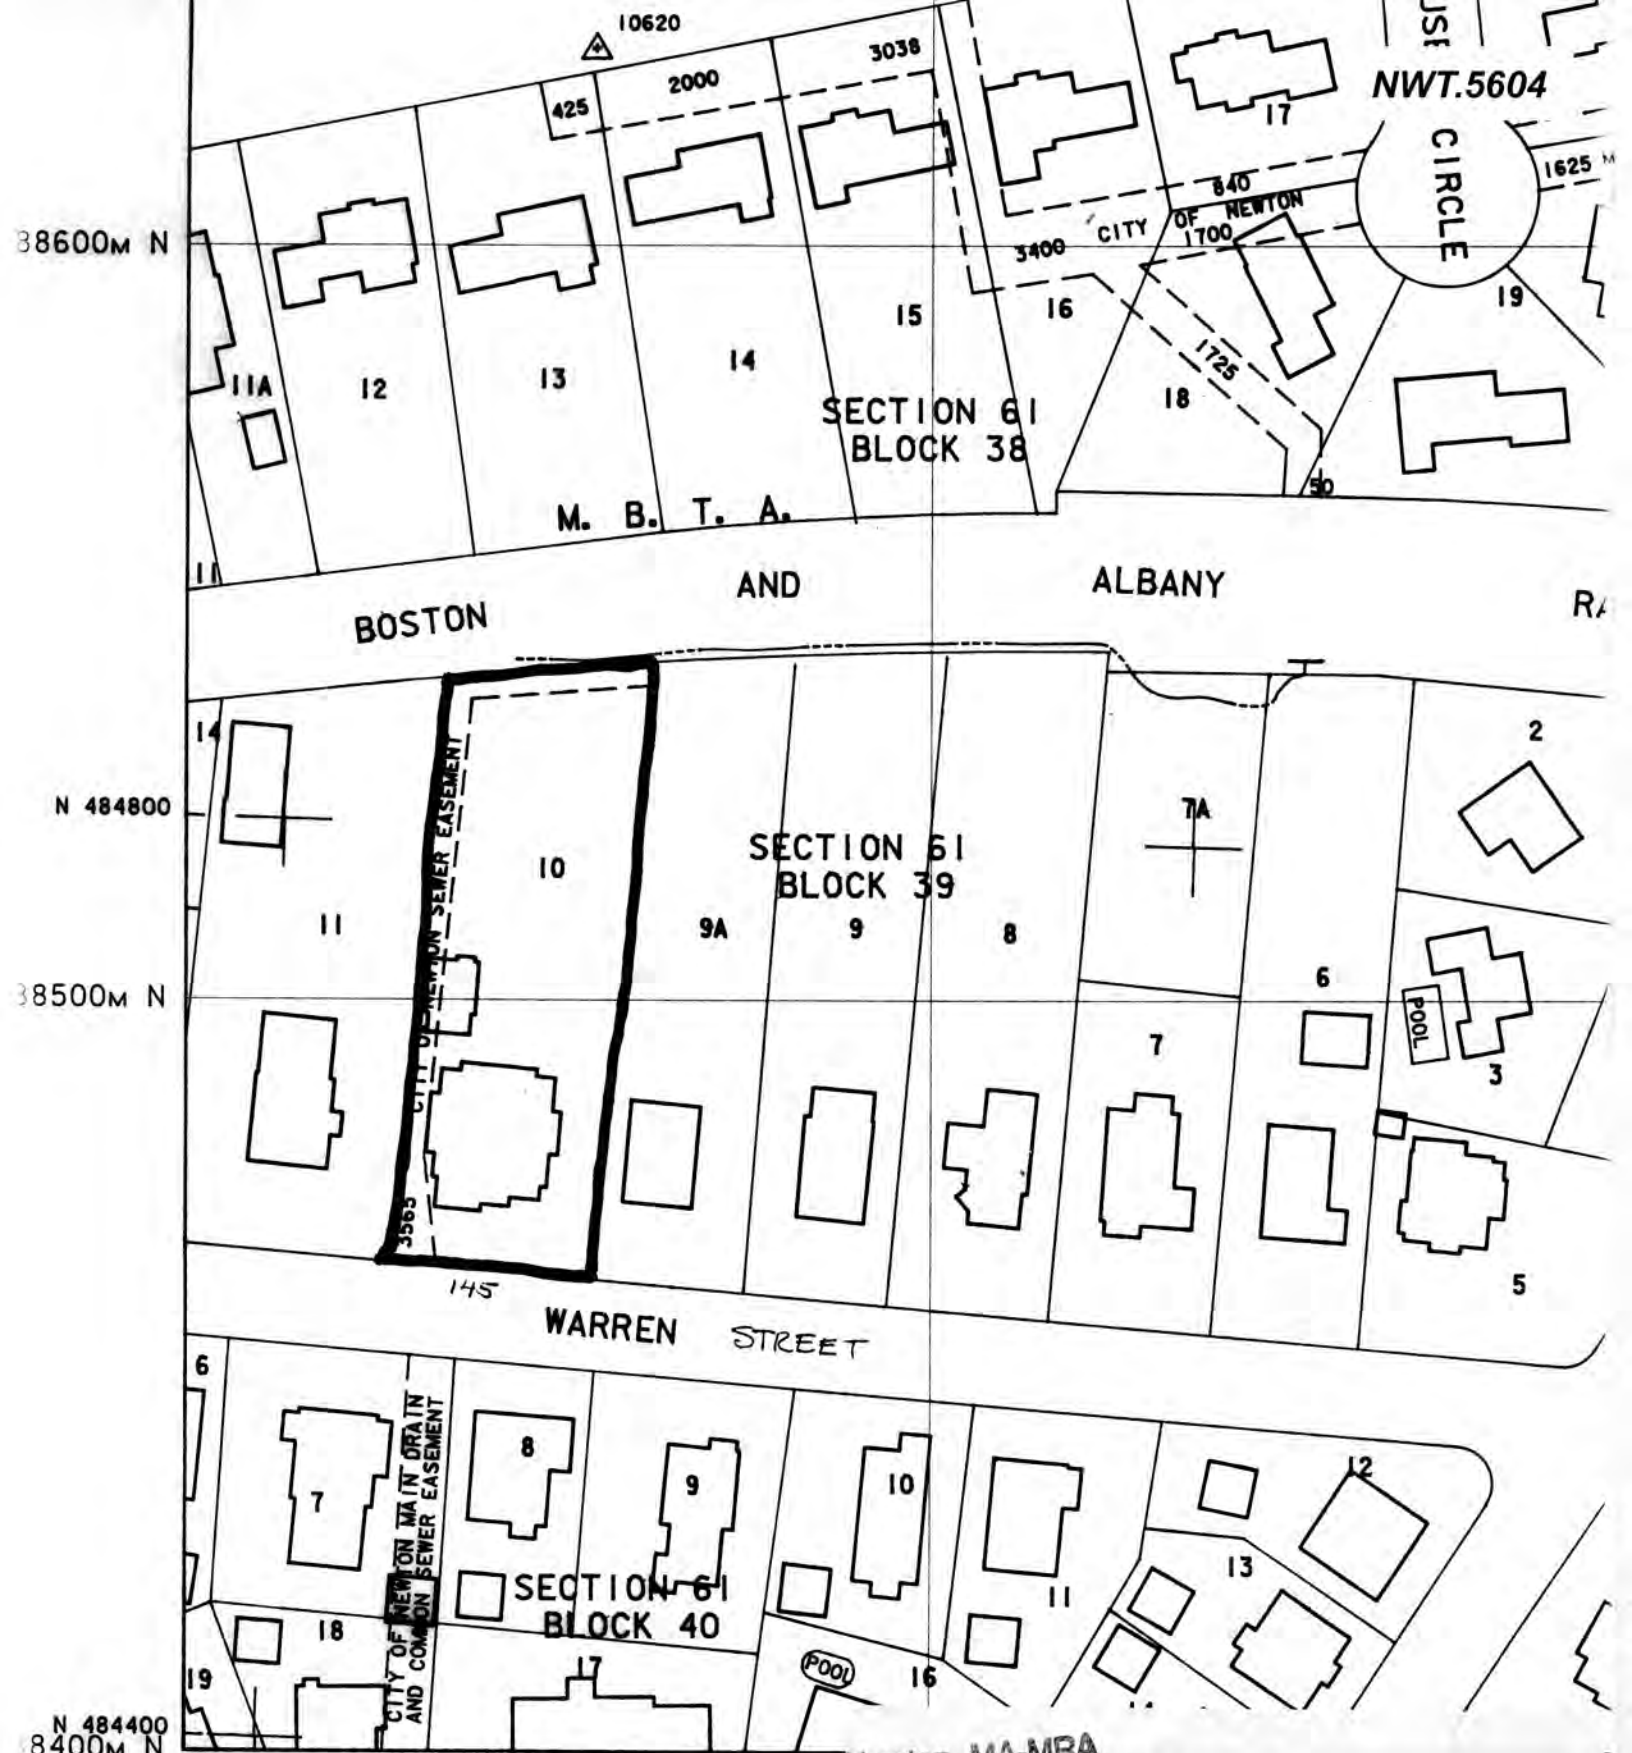 10620
3038
2000
425
USE
NWT.5604
17
CIRCLE
1625 M
840
CITY OF NEWTON
1700
3400
38600M N
15
16
19
14
13
12
11A
1725
18
SECTION 61
BLOCK 38
50
M. B. T. A.
11
BOSTON AND ALBANY RA
14
2
N 484800
7A
CITY OF NEWTON SEWER EASEMENT
10
SECTION 61
BLOCK 39
11
9A
9
8
6
38500M N
POOL
7
3
3565
5
145
WARREN STREET
6
8
12
7
9
10
CITY OF NEWTON MAIN DRAIN
AND COMMON SEWER EASEMENT
13
11
SECTION 61
BLOCK 40
18
17
POOL
16
19
N 484400
38400M N